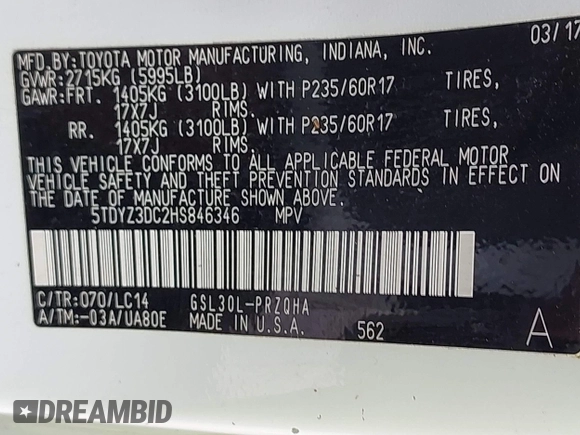 MFD.BY:TOYOTA MOTOR MANUFACTURING, INDIANA, INC. 03/17
GVWR:2715KG (5995LB)
GAWR:FRT. 1405KG (3100LB) WITH P235/60R17 TIRES,
17X7J RIMS.
RR. 1405KG (3100LB) WITH P235/60R17 TIRES,
17X7J RIMS.
THIS VEHICLE CONFORMS TO ALL APPLICABLE FEDERAL MOTOR
VEHICLE SAFETY AND THEFT PREVENTION STANDARDS IN EFFECT ON
THE DATE OF MANUFACTURE SHOWN ABOVE.
5TDYZ3DC2HS846346 MPV
C/TR:070/LC14 GSL30L-PRZQHA
A/TM:-03A/UA80E MADE IN U.S.A. 562 A
DREAMBID